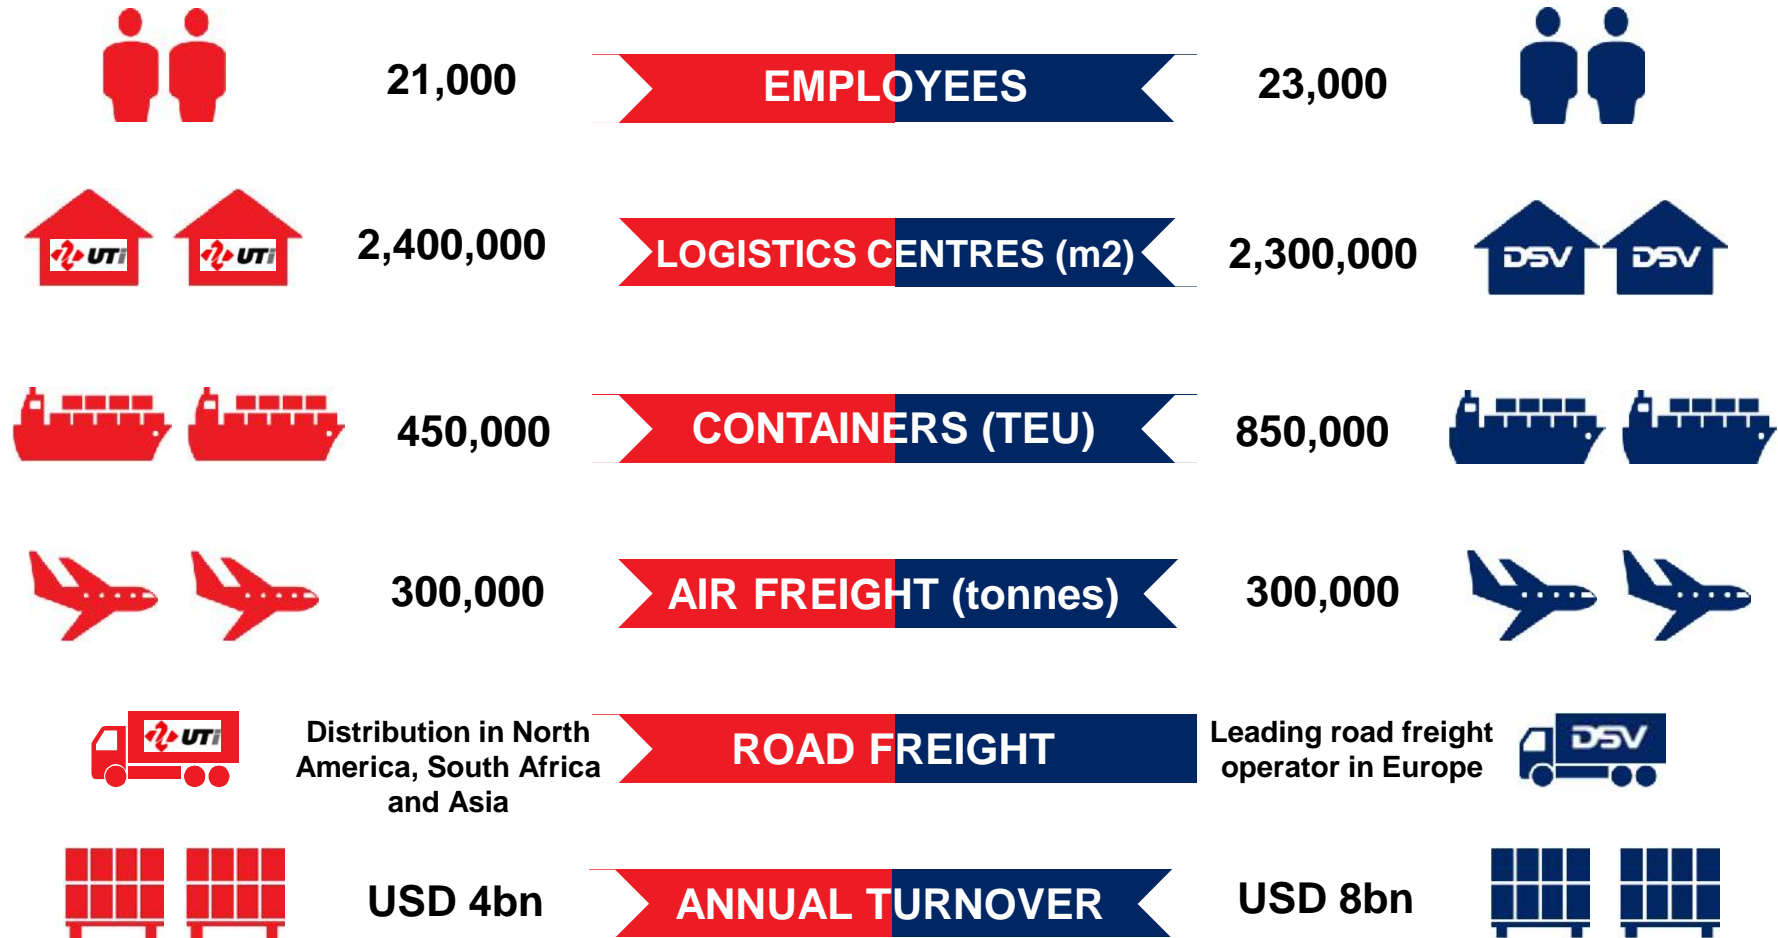 21,000
EMPLOYEES
23,000
UTi
UTi
2,400,000
LOGISTICS CENTRES (m2)
2,300,000
DSV
DSV
450,000
CONTAINERS (TEU)
850,000
300,000
AIR FREIGHT (tonnes)
300,000
UTi
Distribution in North
America, South Africa
and Asia
ROAD FREIGHT
Leading road freight
operator in Europe
DSV
USD 4bn
ANNUAL TURNOVER
USD 8bn